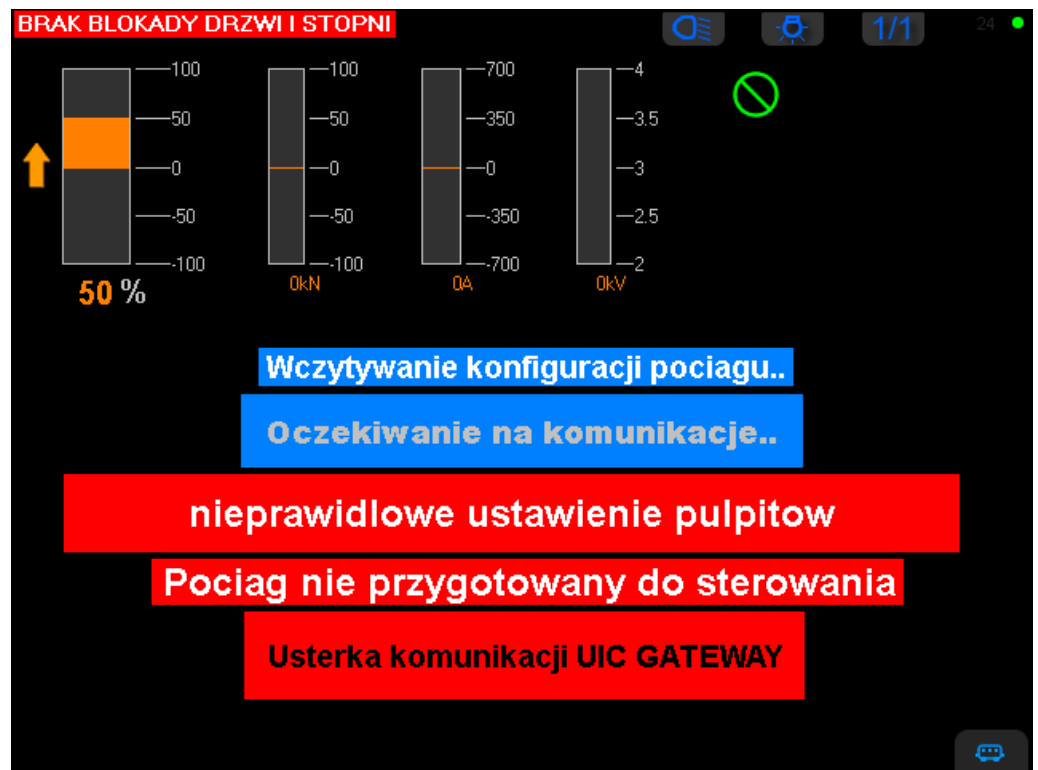 BRAK BLOKADY DRZWI I STOPNI
1/1
24
100
50
0
-50
-100
50 %
100
50
0
-50
-100
0kN
700
350
0
-350
-700
0A
4
3.5
3
2.5
2
0kV
Wczytywanie konfiguracji pociagu..
Oczekiwanie na komunikacje..
nieprawidlowe ustawienie pulpitow
Pociag nie przygotowany do sterowania
Usterka komunikacji UIC GATEWAY